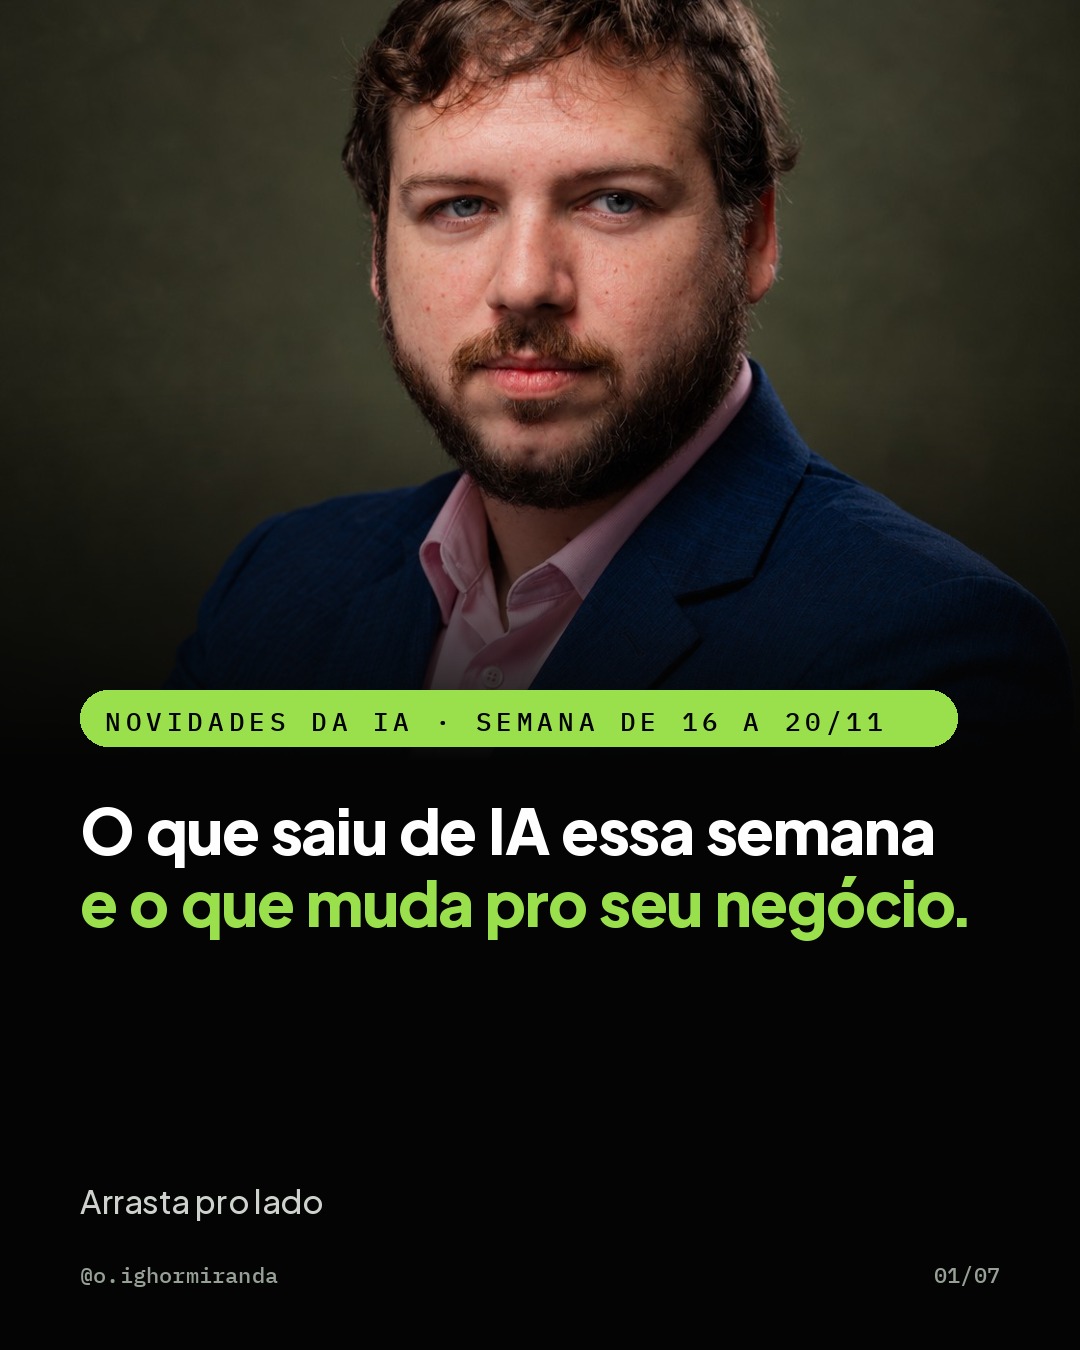 NOVIDADES DA IA · SEMANA DE 16 A 20/11
O que saiu de IA essa semana
e o que muda pro seu negócio.
Arrasta pro lado
@o.ighormiranda
01/07